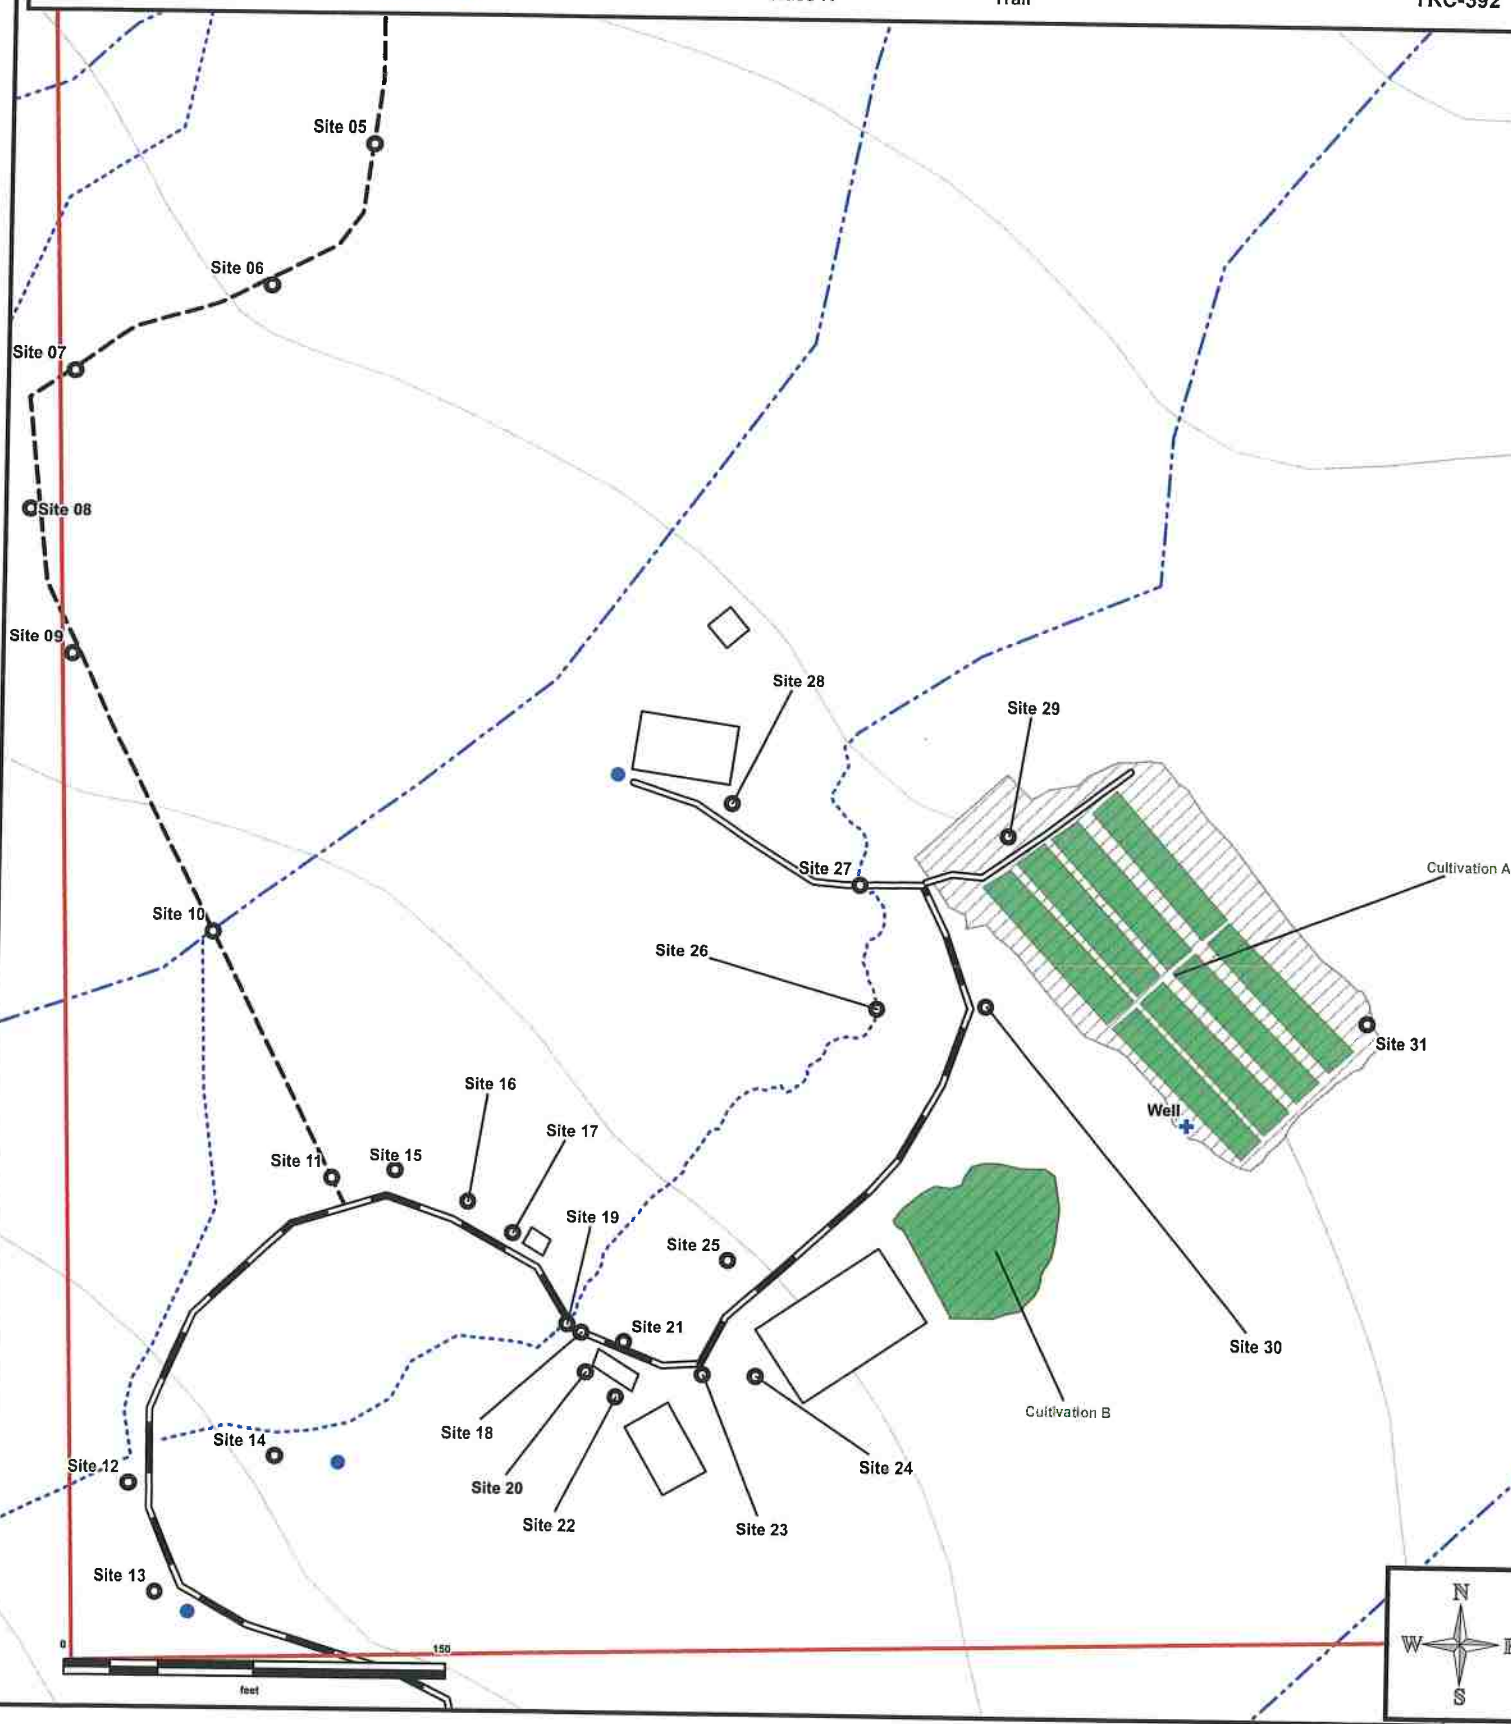 Trail
TRC-392
Site 05
Site 06
Site 07
Site 08
Site 09
Site 28
Site 29
Site 27
Cultivation A
Site 10
Site 26
Site 31
Site 16
Well
Site 17
Site 15
Site 11
Site 19
Site 25
Site 21
Site 30
Cultivation B
Site 18
Site 14
Site 12
Site 24
Site 20
Site 22
Site 23
Site 13
N
W
E
S
0
150
feet